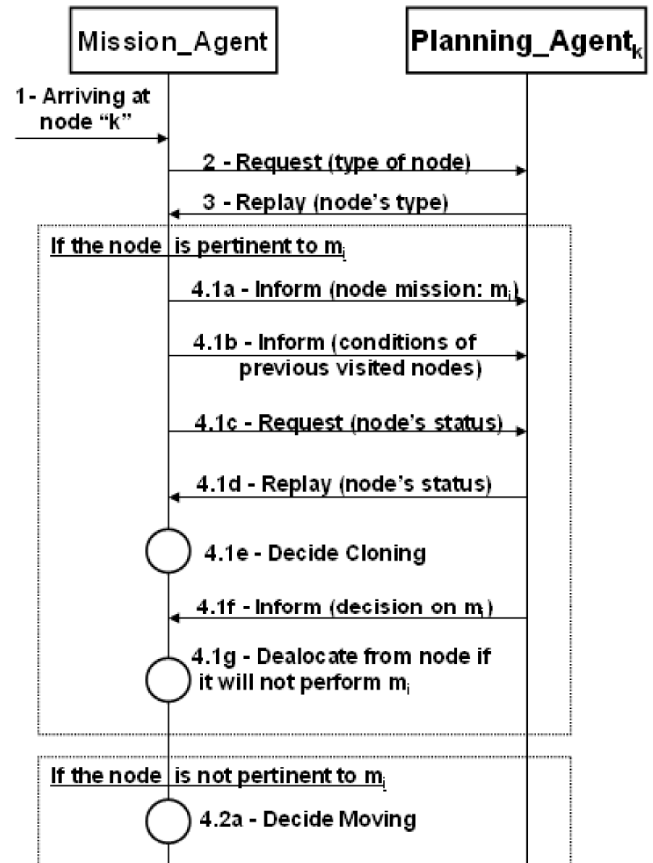 Mission_Agent
Planning_Agentk
1- Arriving at
node “k”
2 - Request (type of node)
3 - Replay (node's type)
If the node is pertinent to mi
4.1a - Inform (node mission: mi)
4.1b - Inform (conditions of
previous visited nodes)
4.1c - Request (node's status)
4.1d - Replay (node's status)
4.1e - Decide Cloning
4.1f - Inform (decision on mi)
4.1g - Dealocate from node if
it will not perform mi
If the node is not pertinent to mi
4.2a - Decide Moving